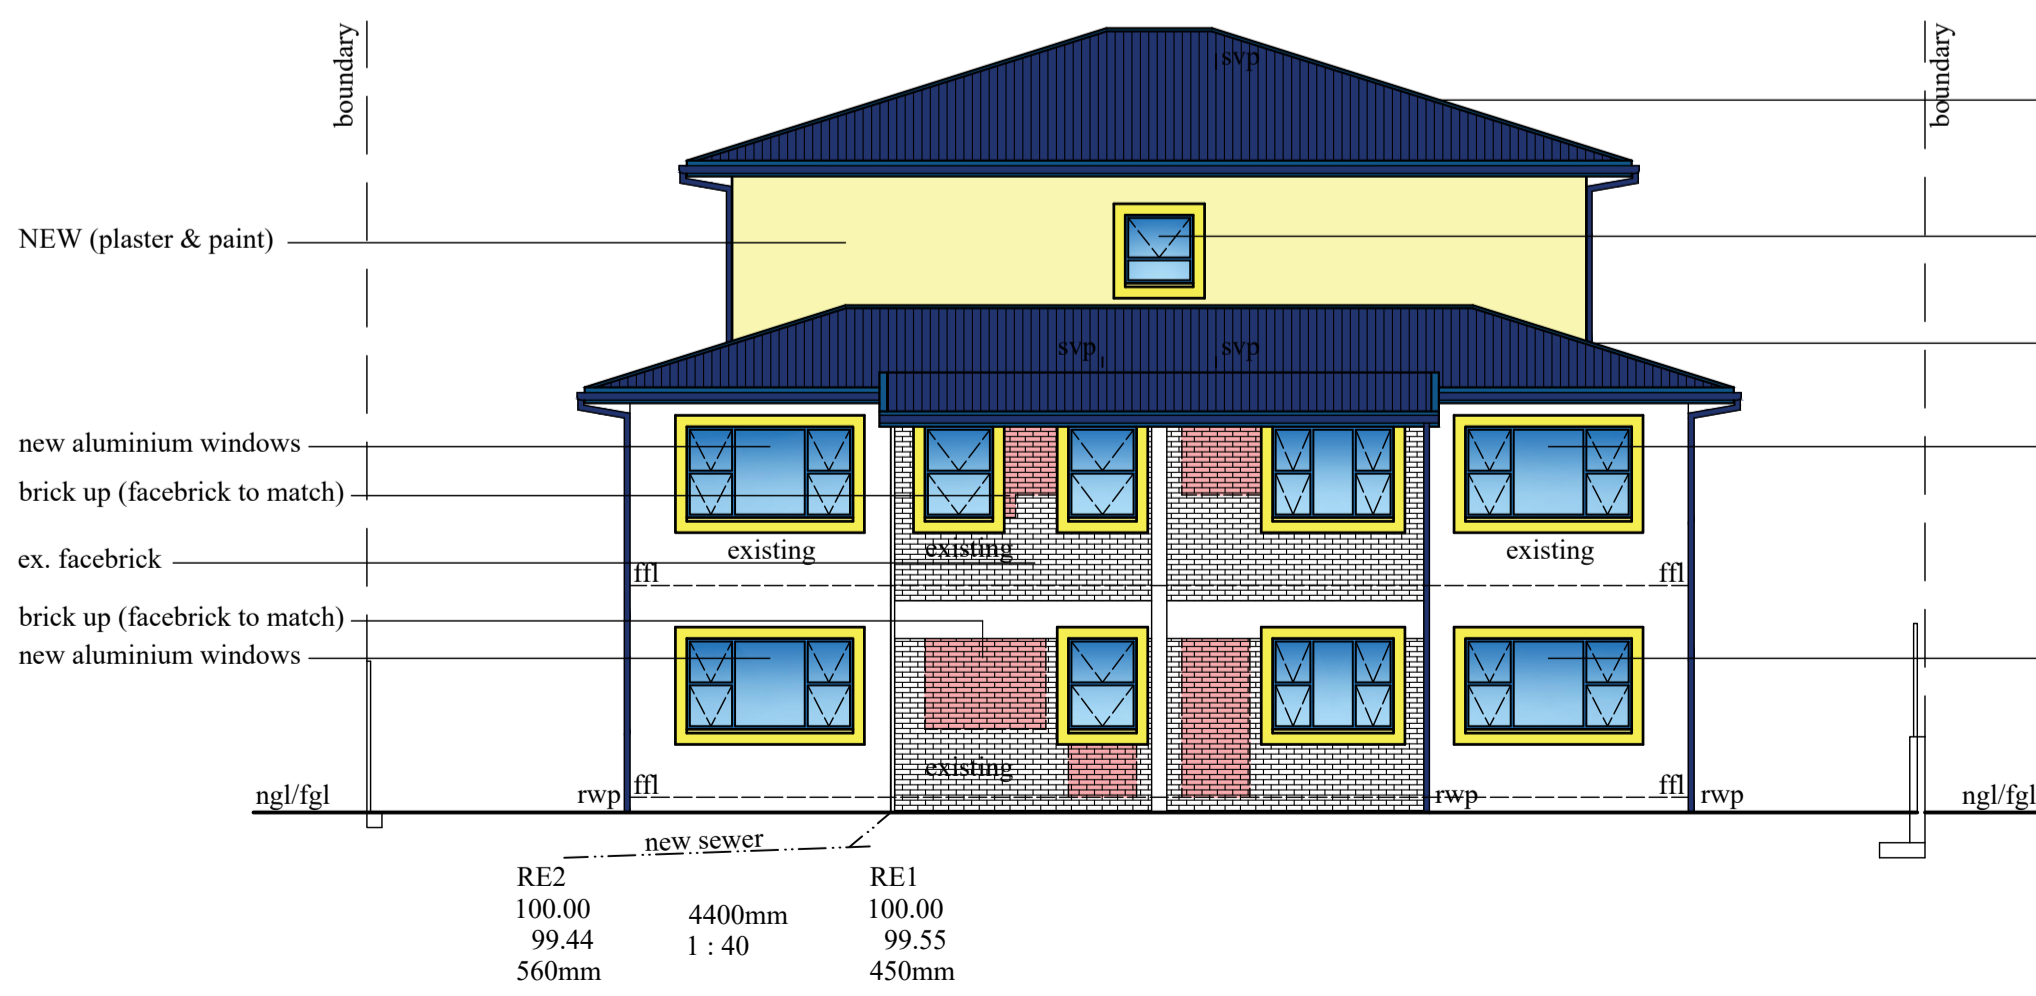 boundary
boundary
svp
NEW (plaster & paint)
svp
svp
new aluminium windows
brick up (facebrick to match)
existing
existing
existing
ex. facebrick
ffl
ffl
brick up (facebrick to match)
new aluminium windows
existing
ngl/fgl
rwp
ffl
rwp
ffl
rwp
ngl/fgl
new sewer
RE2
100.00
99.44
560mm
4400mm
1 : 40
RE1
100.00
99.55
450mm